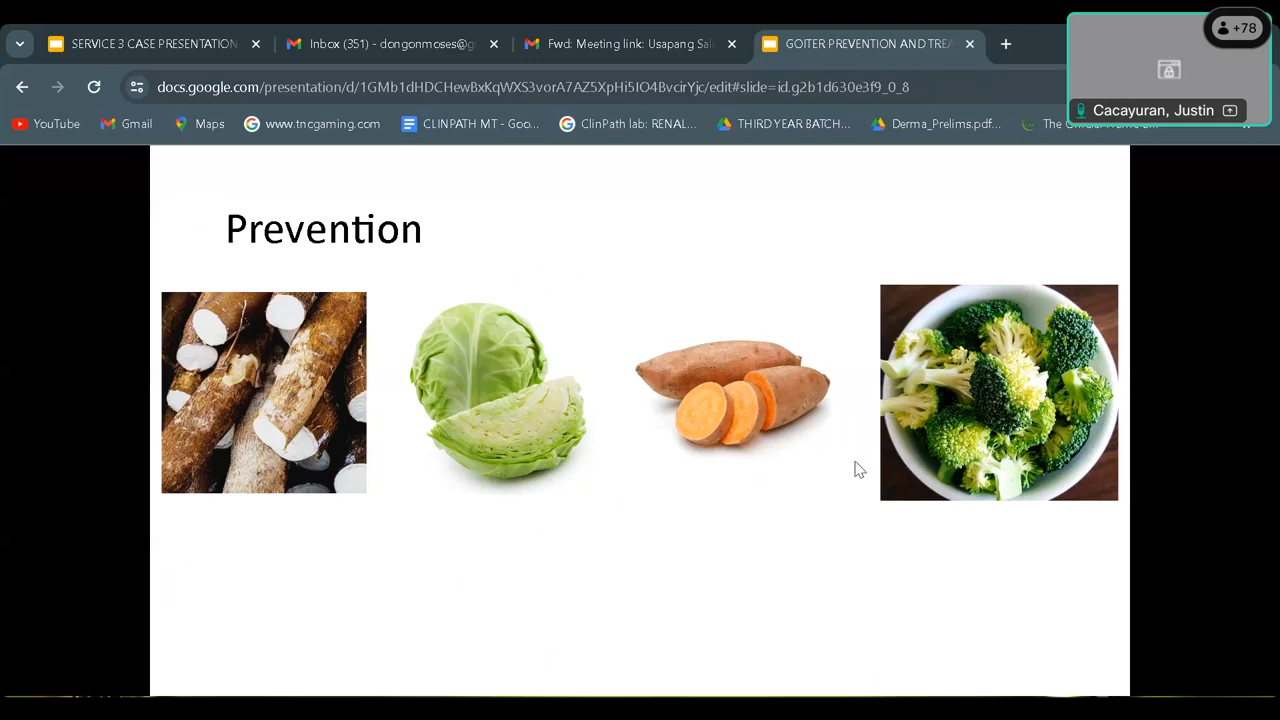 SERVICE 3 CASE PRESENTATION
Inbox (351) - dongonmoses@g
Fwd: Meeting link: Usapang Sal
GOITER PREVENTION AND TREA
+78
docs.google.com/presentation/d/1GMb1dHDCHewBxKqWXS3vorA7AZ5XpHi5IO4BvcirYjc/edit#slide=id.g2b1d630e3f9_0_8
Cacayuran, Justin
YouTube
Gmail
Maps
www.tncgaming.com
CLINPATH MT - Goo...
ClinPath lab: RENAL...
THIRD YEAR BATCH...
Derma_Prelims.pdf...
Prevention